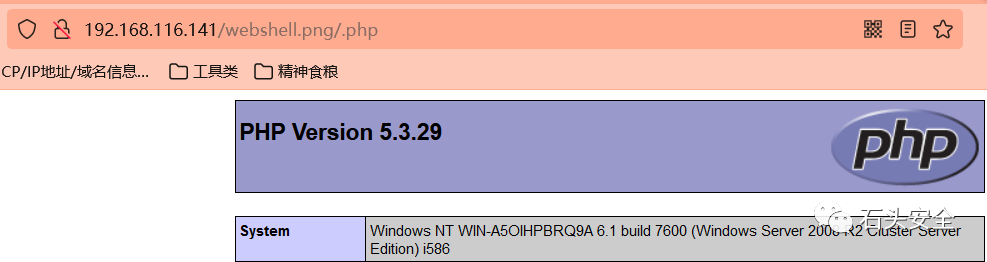 192.168.116.141/webshell.png/.php
CP/IP地址/域名信息... 工具类 精神食粮
PHP Version 5.3.29
php
石头安全
System Windows NT WIN-A5OIHPBRQ9A 6.1 build 7600 (Windows Server 2008 R2 Cluster Server
Edition) i586